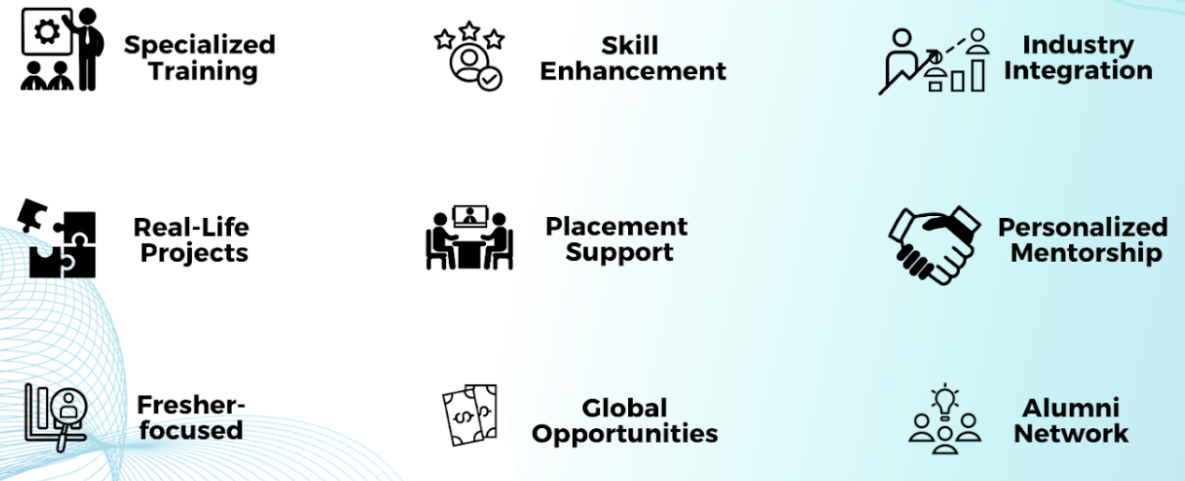 Specialized
Training
Skill
Enhancement
Industry
Integration
Real-Life
Projects
Placement
Support
Personalized
Mentorship
Fresher-
focused
Global
Opportunities
Alumni
Network